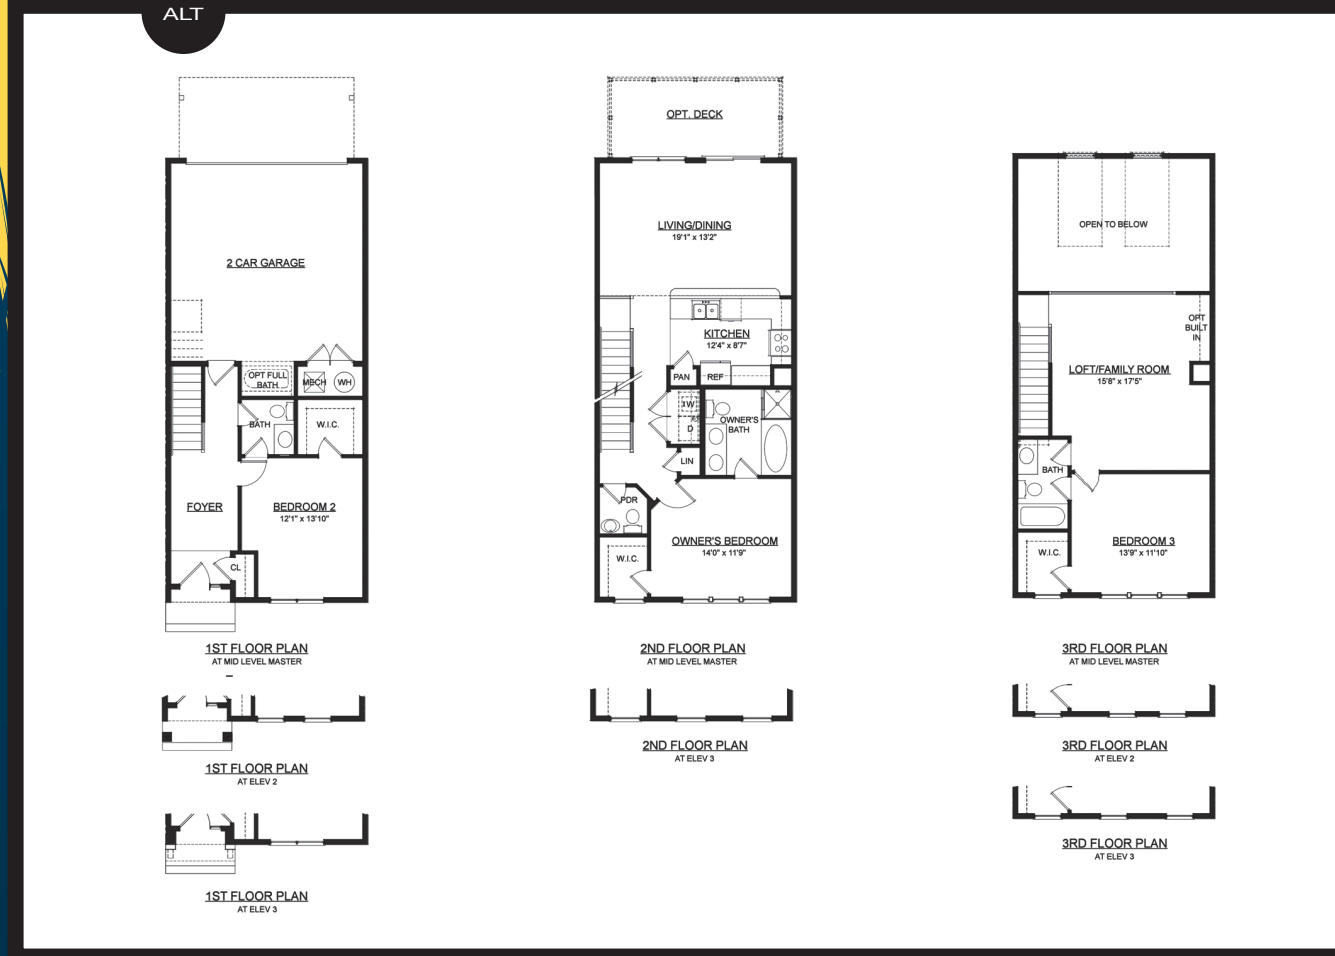 ALT
2 CAR GARAGE
OPT FULL
BATH
MECH
WH
BATH
W.I.C.
FOYER
BEDROOM 2
12'1" x 13'10"
CL
1ST FLOOR PLAN
AT MID LEVEL MASTER
1ST FLOOR PLAN
AT ELEV 2
1ST FLOOR PLAN
AT ELEV 3
OPT. DECK
LIVING/DINING
19'1" x 13'2"
KITCHEN
12'4" x 8'7"
PAN
REF
W
D
OWNER'S
BATH
LIN
PDR
OWNER'S BEDROOM
14'0" x 11'9"
W.I.C.
2ND FLOOR PLAN
AT MID LEVEL MASTER
2ND FLOOR PLAN
AT ELEV 3
OPEN TO BELOW
OPT
BUILT
IN
LOFT/FAMILY ROOM
15'8" x 17'5"
BATH
W.I.C.
BEDROOM 3
13'9" x 11'10"
3RD FLOOR PLAN
AT MID LEVEL MASTER
3RD FLOOR PLAN
AT ELEV 2
3RD FLOOR PLAN
AT ELEV 3